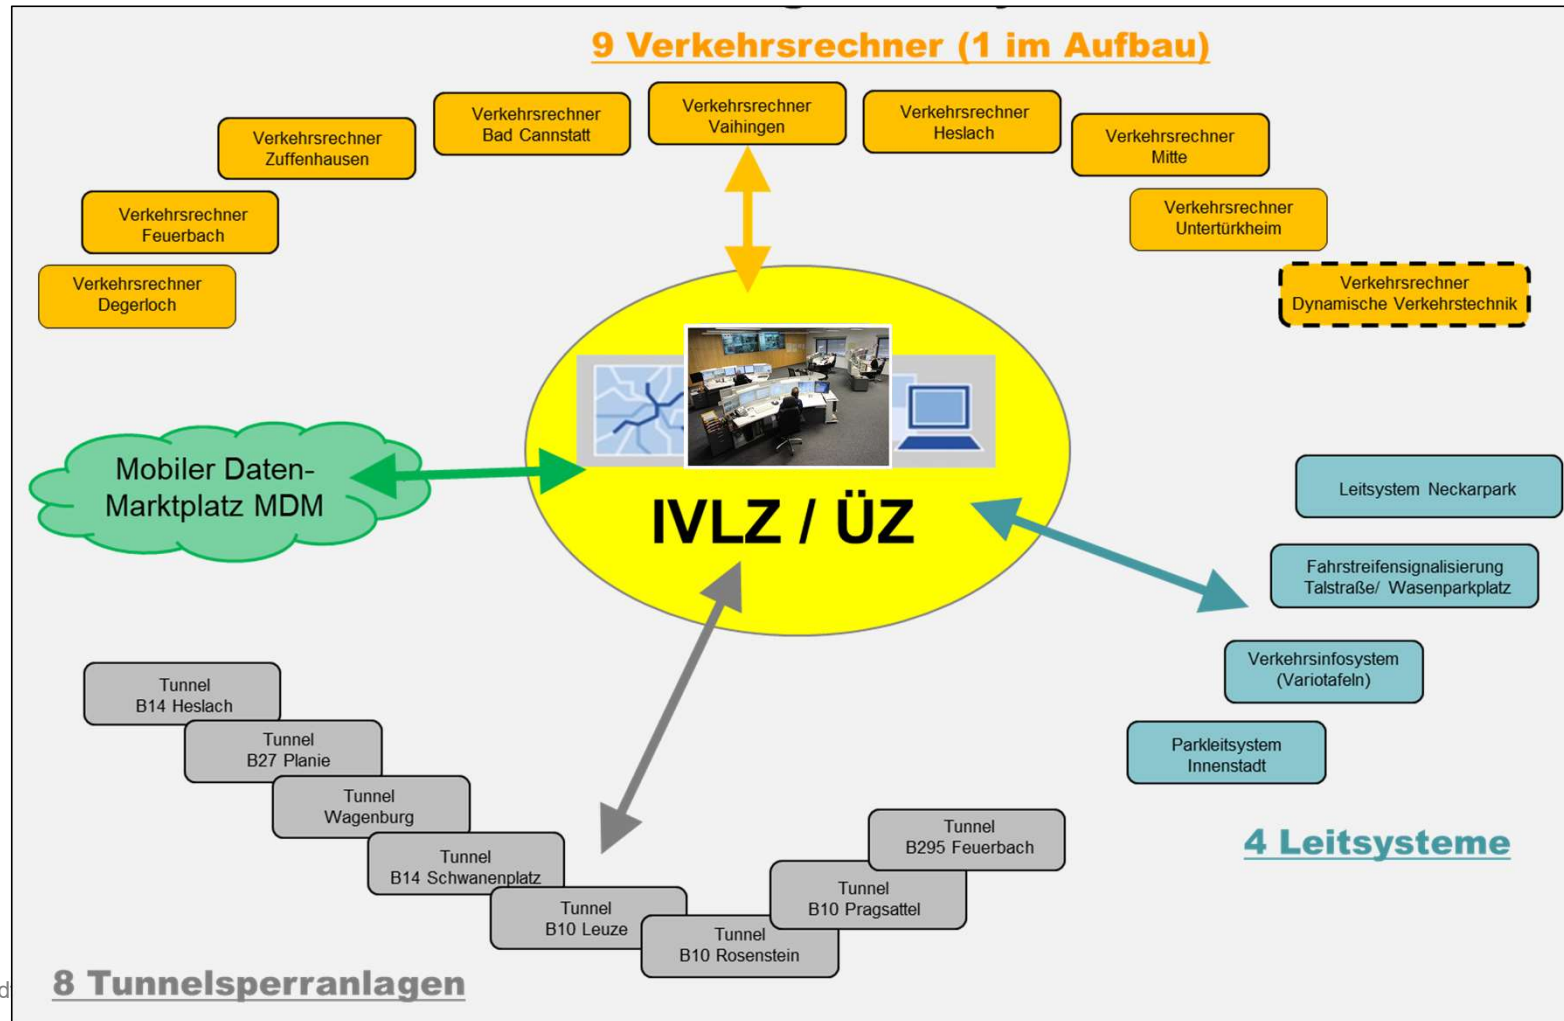 9 Verkehrsrechner (1 im Aufbau)
Verkehrsrechner
Vaihingen
Verkehrsrechner
Bad Cannstatt
Verkehrsrechner
Heslach
Verkehrsrechner
Zuffenhausen
Verkehrsrechner
Mitte
Verkehrsrechner
Feuerbach
Verkehrsrechner
Untertürkheim
Verkehrsrechner
Degerloch
Verkehrsrechner
Dynamische Verkehrstechnik
Mobiler Daten-
Marktplatz MDM
IVLZ / ÜZ
Leitsystem Neckarpark
Fahrstreifensignalisierung
Talstraße/ Wasenparkplatz
Verkehrsinfosystem
(Variotafeln)
Parkleitsystem
Innenstadt
4 Leitsysteme
Tunnel
B14 Heslach
Tunnel
B27 Planie
Tunnel
Wagenburg
Tunnel
B14 Schwanenplatz
Tunnel
B10 Leuze
Tunnel
B10 Rosenstein
Tunnel
B10 Pragsattel
Tunnel
B295 Feuerbach
8 Tunnelsperranlagen